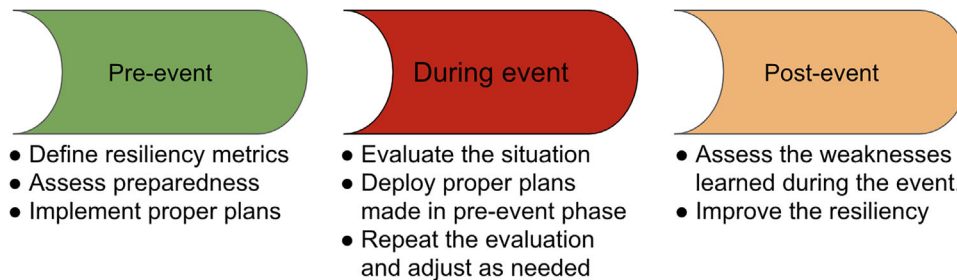 Pre-event
● Define resiliency metrics
● Assess preparedness
● Implement proper plans
During event
● Evaluate the situation
● Deploy proper plans
made in pre-event phase
● Repeat the evaluation
and adjust as needed
Post-event
● Assess the weaknesses
learned during the event.
● Improve the resiliency